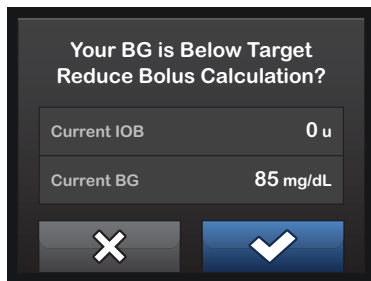 Your BG is Below Target
Reduce Bolus Calculation?
Current IOB 0 u
Current BG 85 mg/dL